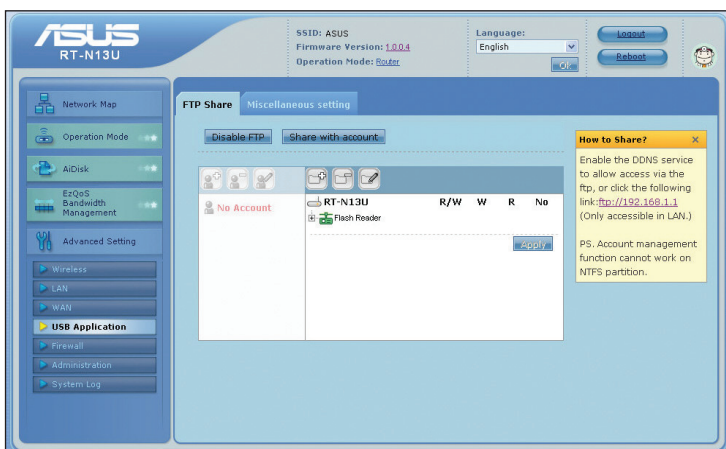 ASUS
RT-N13U
SSID: ASUS
Firmware Version: 1.0.0.4
Operation Mode: Router
Language:
English
OK
Logout
Reboot
Network Map
Operation Mode
AiDisk
EzQoS
Bandwidth
Management
Advanced Setting
Wireless
LAN
WAN
USB Application
Firewall
Administration
System Log
FTP Share
Miscellaneous setting
Disable FTP
Share with account
No Account
RT-N13U R/W W R No
Flash Reader
Apply
How to Share? ×
Enable the DDNS service
to allow access via the
ftp, or click the following
link:ftp://192.168.1.1
(Only accessible in LAN.)
PS. Account management
function cannot work on
NTFS partition.